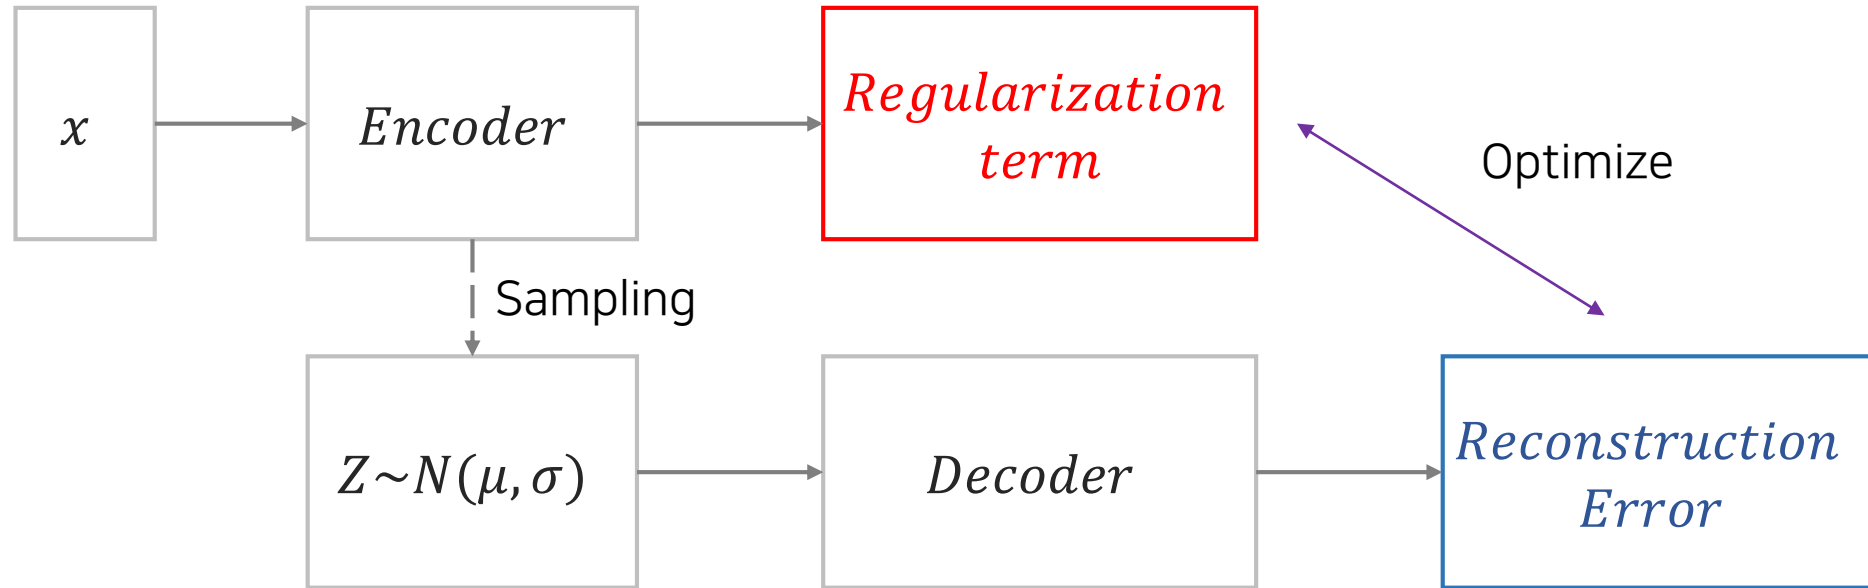 x
Encoder
Regularization
term
Optimize
Sampling
Z~N(μ,σ)
Decoder
Reconstruction
Error